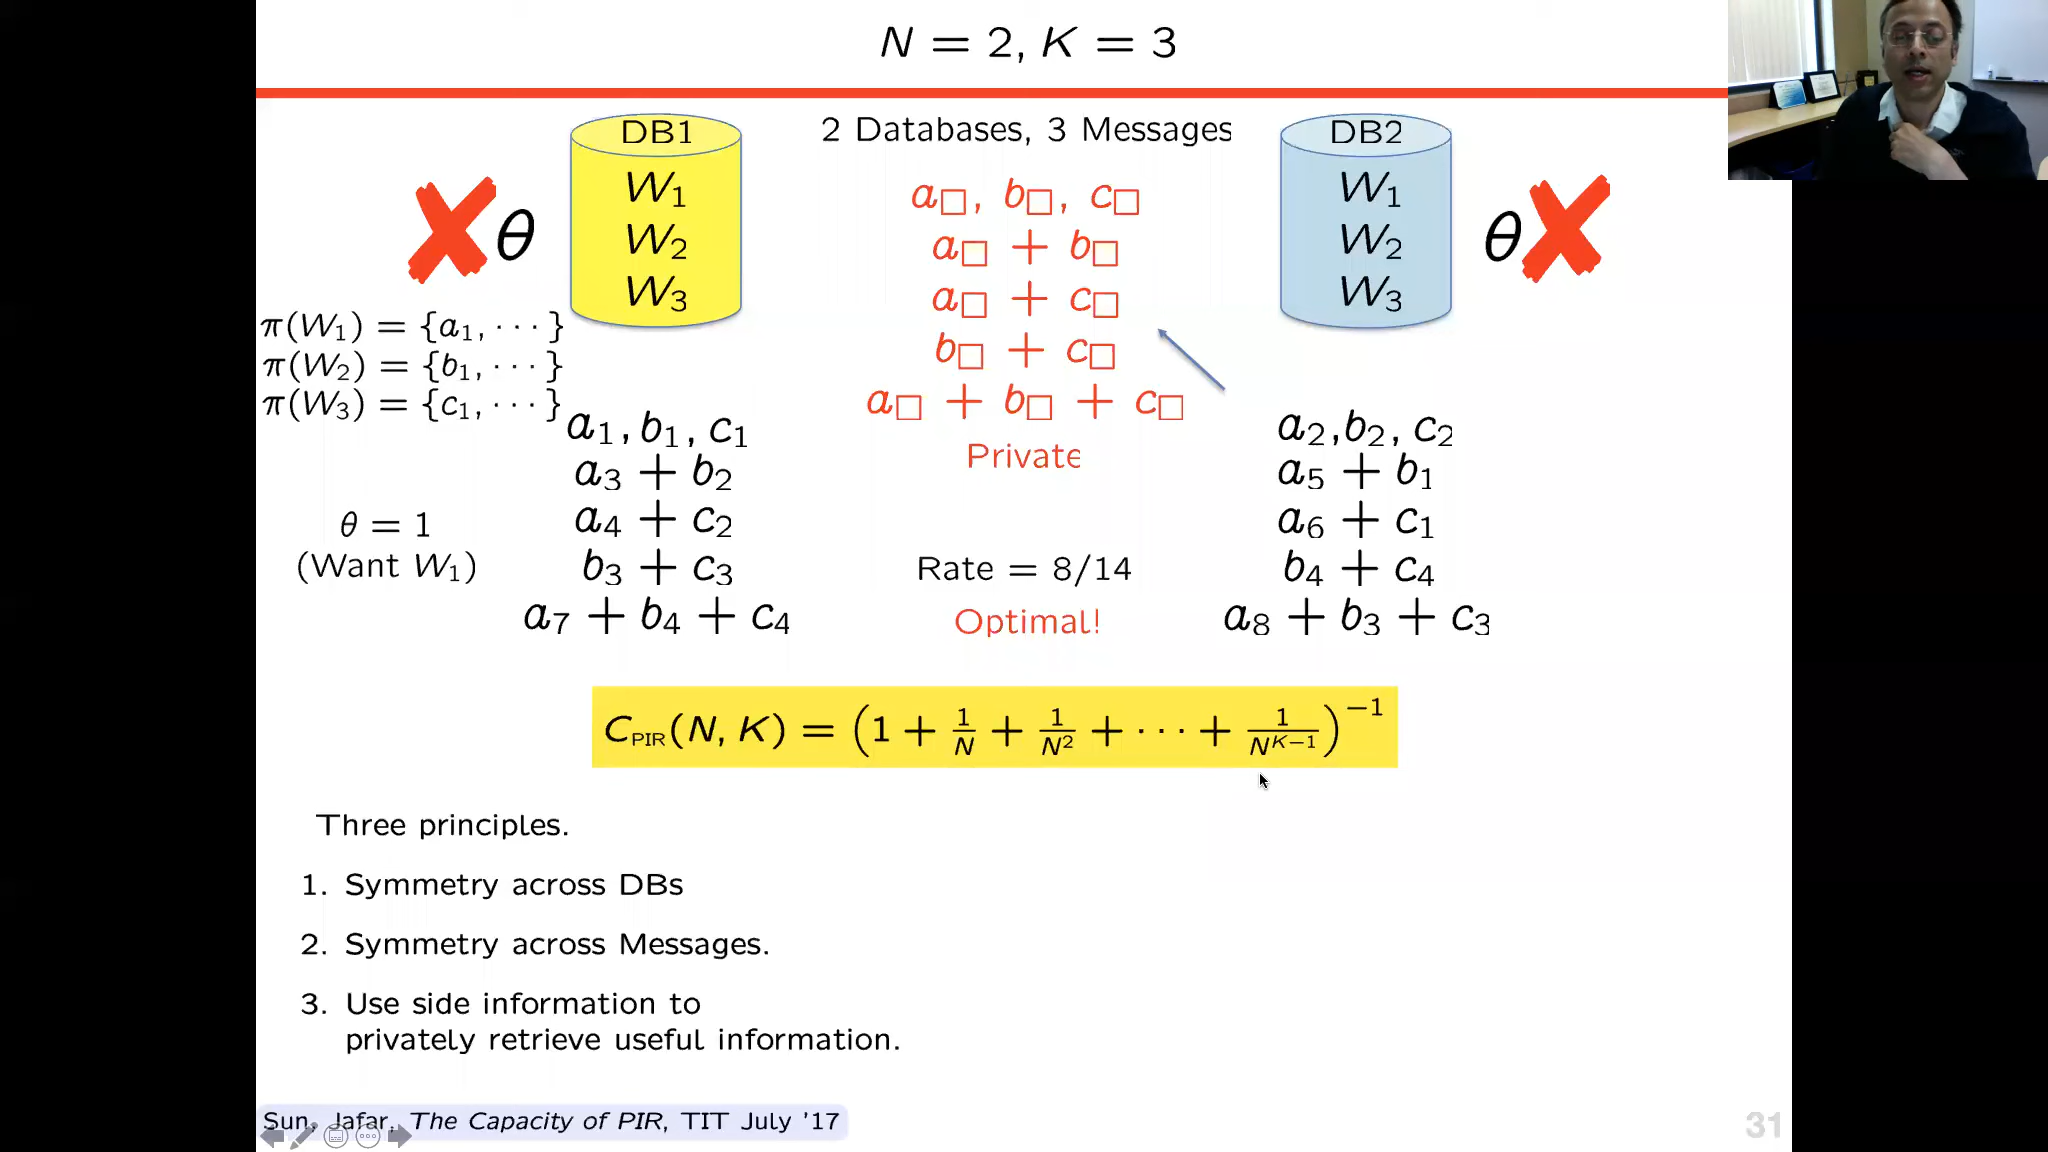 N = 2, K = 3
2 Databases, 3 Messages
DB1
W₁
W₂
W₃
θ
DB2
W₁
W₂
W₃
θ
a□, b□, c□
a□ + b□
a□ + c□
b□ + c□
a□ + b□ + c□
Private
π(W₁) = {a₁, ⋯ }
π(W₂) = {b₁, ⋯ }
π(W₃) = {c₁, ⋯ }
θ = 1
(Want W₁)
a₁, b₁, c₁
a₃ + b₂
a₄ + c₂
b₃ + c₃
a₇ + b₄ + c₄
Rate = 8/14
Optimal!
a₂, b₂, c₂
a₅ + b₁
a₆ + c₁
b₄ + c₄
a₈ + b₃ + c₃
C_PIR(N, K) = (1 + 1/N + 1/N² + ⋯ + 1/N^(K−1))^−1
Three principles.
1. Symmetry across DBs
2. Symmetry across Messages.
3. Use side information to
privately retrieve useful information.
Sun, Jafar, The Capacity of PIR, TIT July '17
31